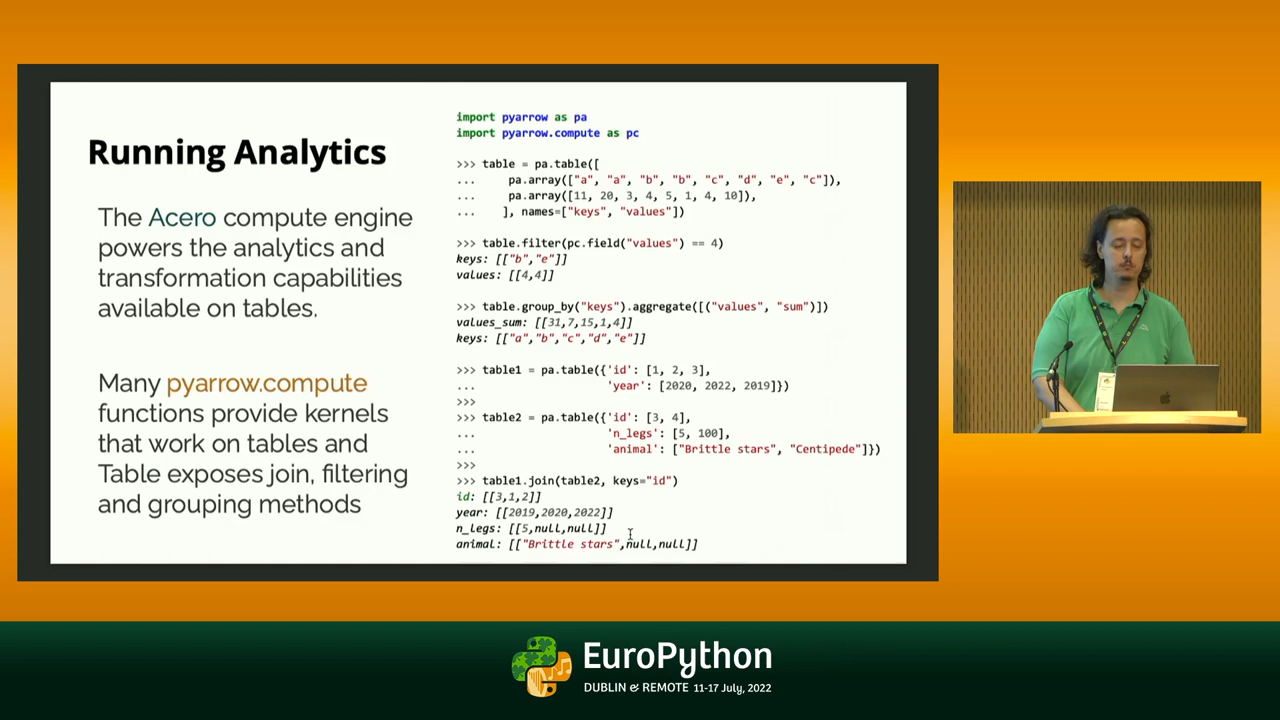 Running Analytics
The Acero compute engine
powers the analytics and
transformation capabilities
available on tables.
Many pyarrow.compute
functions provide kernels
that work on tables and
Table exposes join, filtering
and grouping methods
import pyarrow as pa
import pyarrow.compute as pc
>>> table = pa.table([
...     pa.array(["a", "a", "b", "b", "c", "d", "e", "c"]),
...     pa.array([11, 20, 3, 4, 5, 1, 4, 10]),
...    ], names=["keys", "values"])
>>> table.filter(pc.field("values") == 4)
keys: [["b","e"]]
values: [[4,4]]
>>> table.group_by("keys").aggregate([("values", "sum")])
values_sum: [[31,7,15,1,4]]
keys: [["a","b","c","d","e"]]
>>> table1 = pa.table({'id': [1, 2, 3],
...                    'year': [2020, 2022, 2019]})
>>>
>>> table2 = pa.table({'id': [3, 4],
...                    'n_legs': [5, 100],
...                    'animal': ["Brittle stars", "Centipede"]})
>>>
>>> table1.join(table2, keys="id")
id: [[3,1,2]]
year: [[2019,2020,2022]]
n_legs: [[5,null,null]]
animal: [["Brittle stars",null,null]]
EuroPython
DUBLIN & REMOTE 11-17 July, 2022